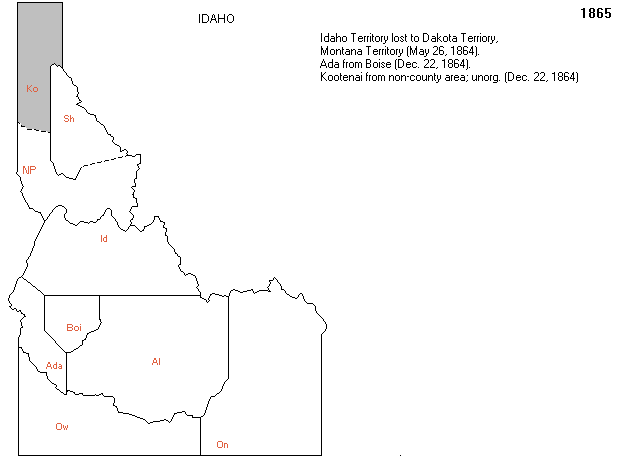 1865
IDAHO
Idaho Territory lost to Dakota Terriory,
Montana Territory (May 26, 1864).
Ada from Boise (Dec. 22, 1864).
Kootenai from non-county area; unorg. (Dec. 22, 1864)
Ko
Sh
NP
Id
Boi
Ada
Al
Ow
On